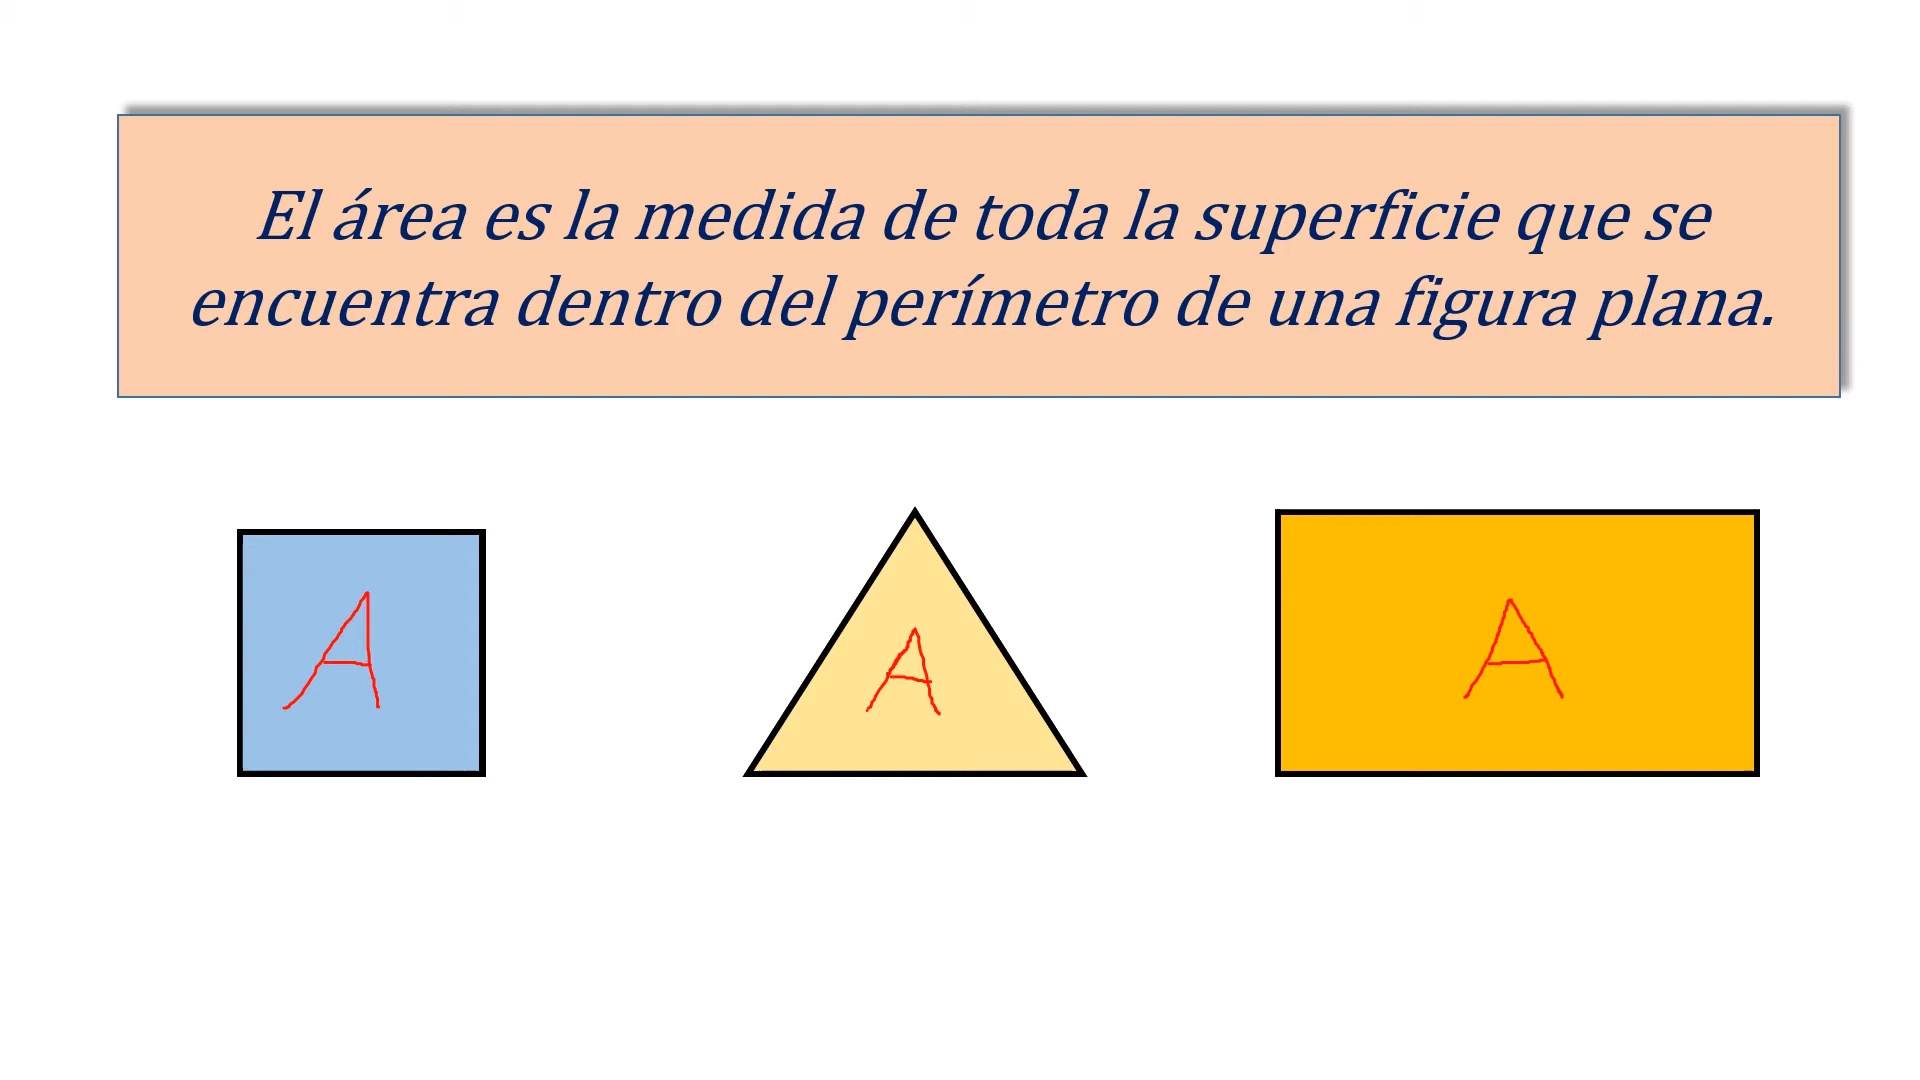 El área es la medida de toda la superficie que se
encuentra dentro del perímetro de una figura plana.
A A A